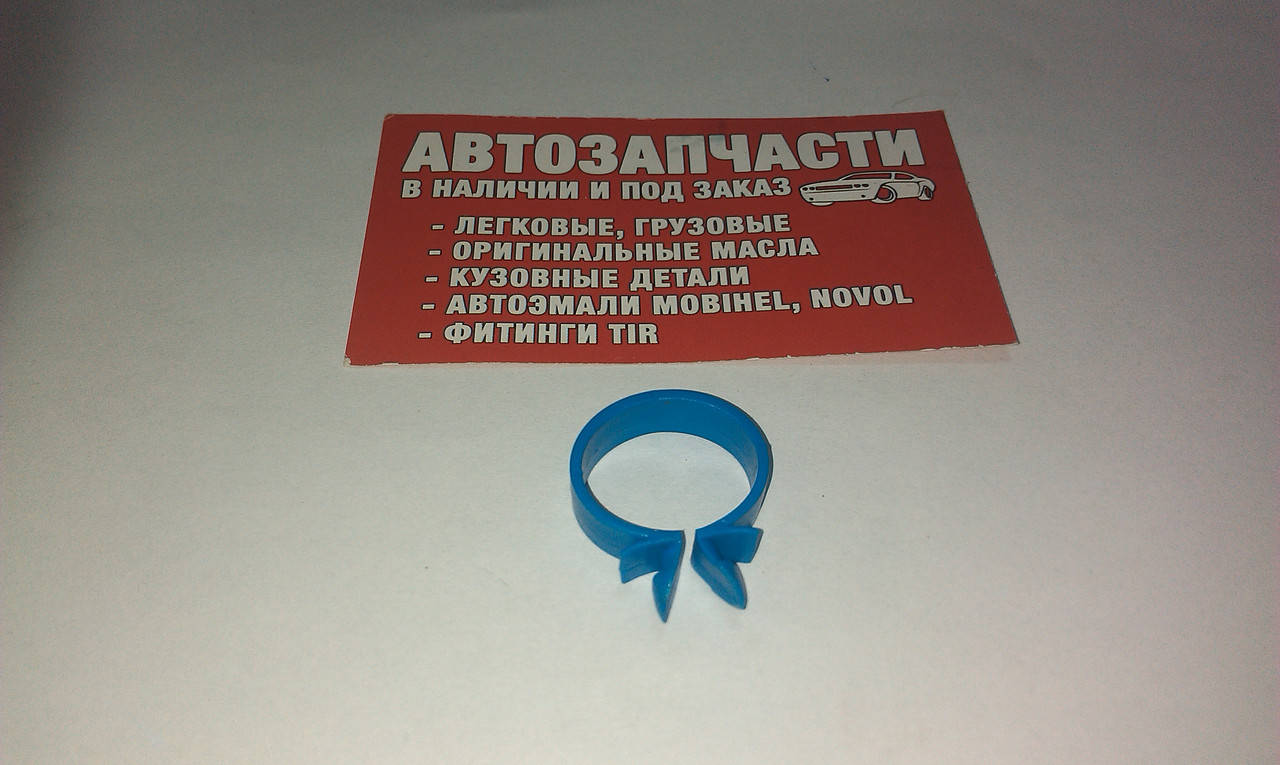 АВТОЗАПЧАСТИ
В НАЛИЧИИ И ПОД ЗАКАЗ
- ЛЕГКОВЫЕ, ГРУЗОВЫЕ
- ОРИГИНАЛЬНЫЕ МАСЛА
- КУЗОВНЫЕ ДЕТАЛИ
- АВТОЭМАЛИ MOBIHEL, NOVOL
- ФИТИНГИ TIR